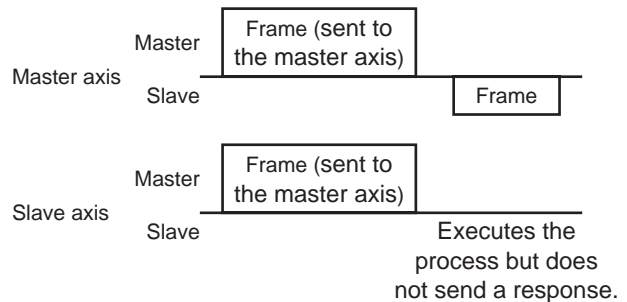 Master
Frame (sent to
the master axis)
Master axis
Slave
Frame
Master
Frame (sent to
the master axis)
Slave axis
Slave
Executes the
process but does
not send a response.